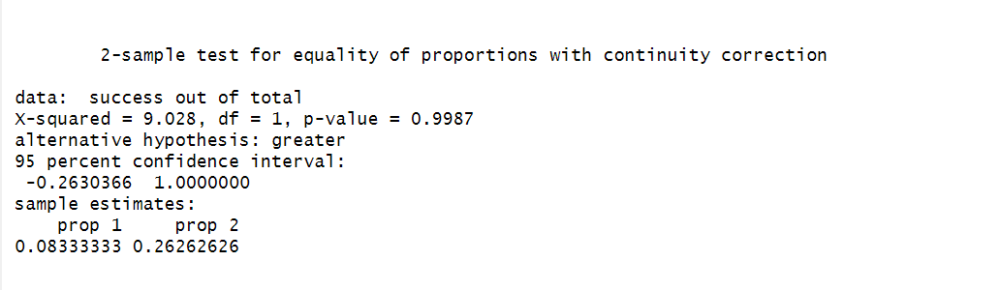 2-sample test for equality of proportions with continuity correction
data:  success out of total
X-squared = 9.028, df = 1, p-value = 0.9987
alternative hypothesis: greater
95 percent confidence interval:
 -0.2630366  1.0000000
sample estimates:
    prop 1     prop 2
0.08333333 0.26262626